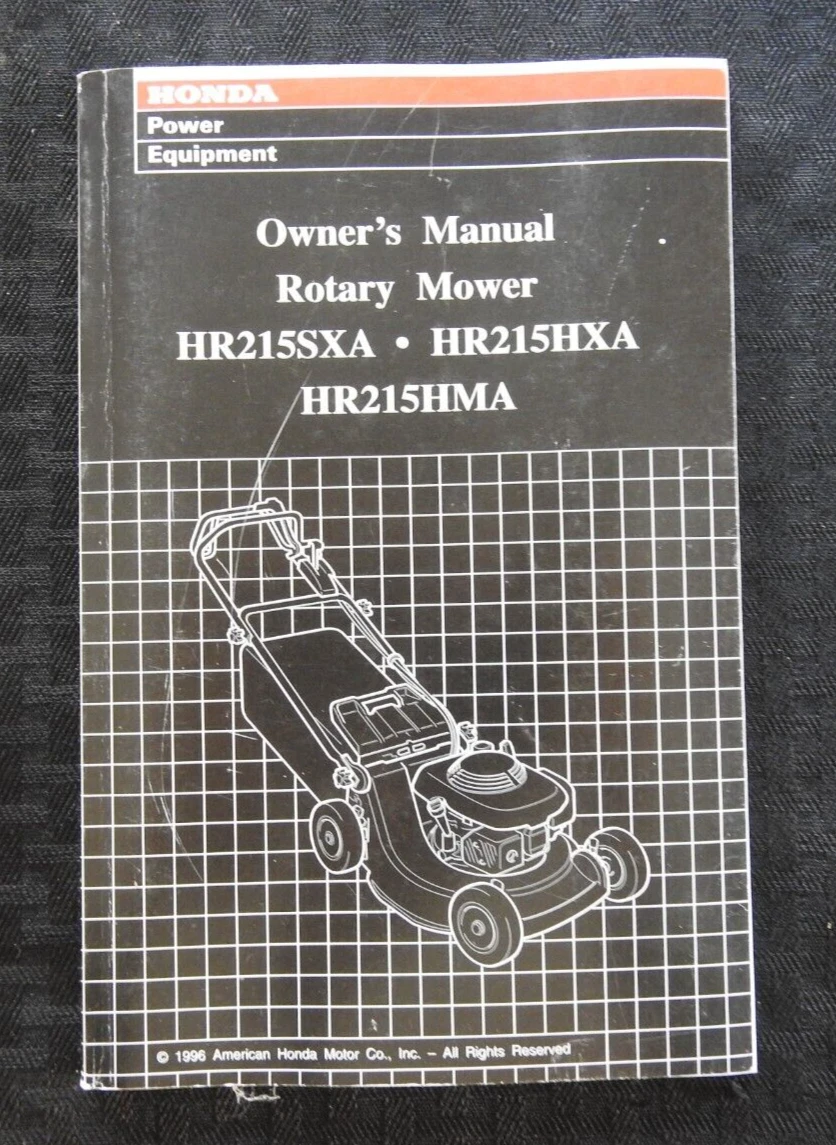 HONDA
Power
Equipment
Owner's Manual
Rotary Mower
HR215SXA • HR215HXA
HR215HMA
© 1996 American Honda Motor Co., Inc. – All Rights Reserved